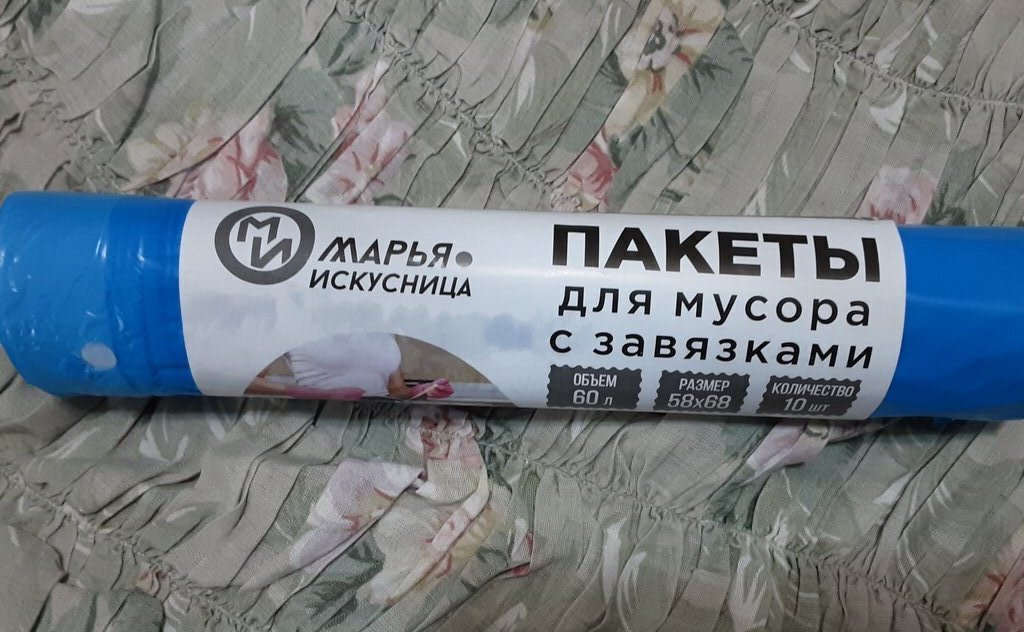 МИ
МАРЬЯ
ИСКУСНИЦА
ПАКЕТЫ
для мусора
с завязками
ОБЪЕМ
60 л
РАЗМЕР
58х68
КОЛИЧЕСТВО
10 шт